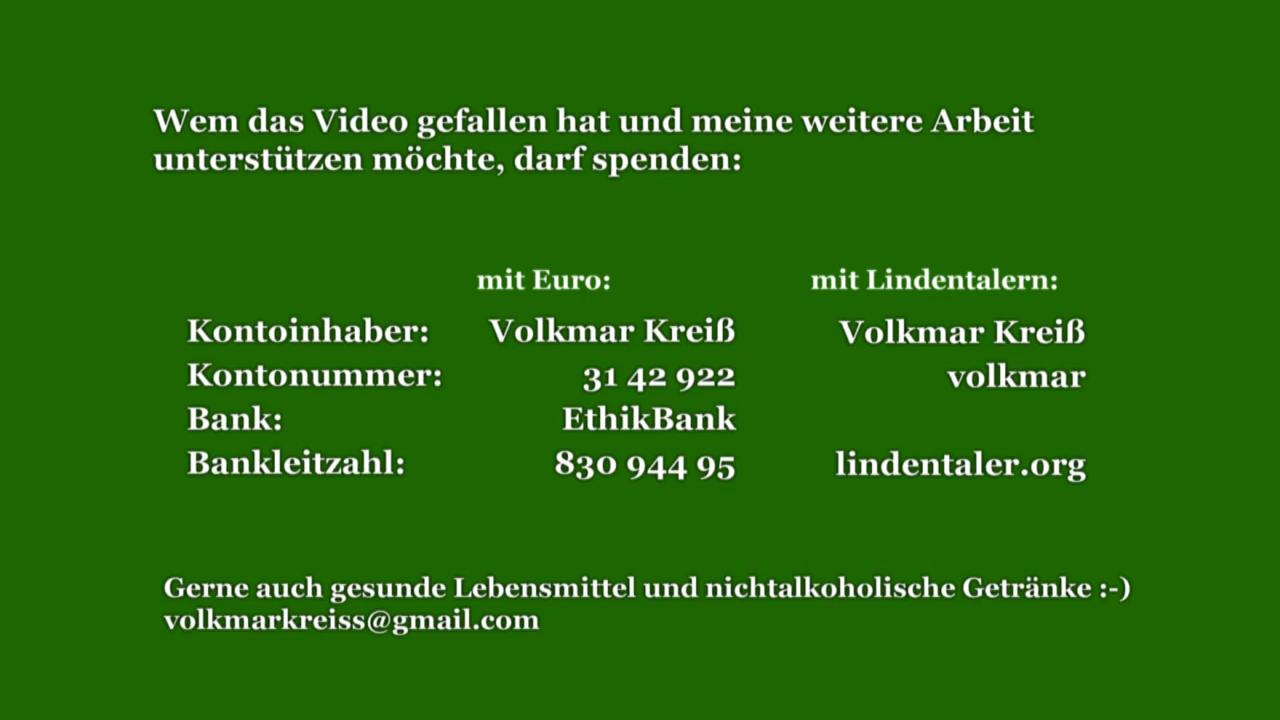 Wem das Video gefallen hat und meine weitere Arbeit
unterstützen möchte, darf spenden:
mit Euro: mit Lindentalern:
Kontoinhaber: Volkmar Kreiß Volkmar Kreiß
Kontonummer: 31 42 922 volkmar
Bank: EthikBank
Bankleitzahl: 830 944 95 lindentaler.org
Gerne auch gesunde Lebensmittel und nichtalkoholische Getränke :-)
volkmarkreiss@gmail.com